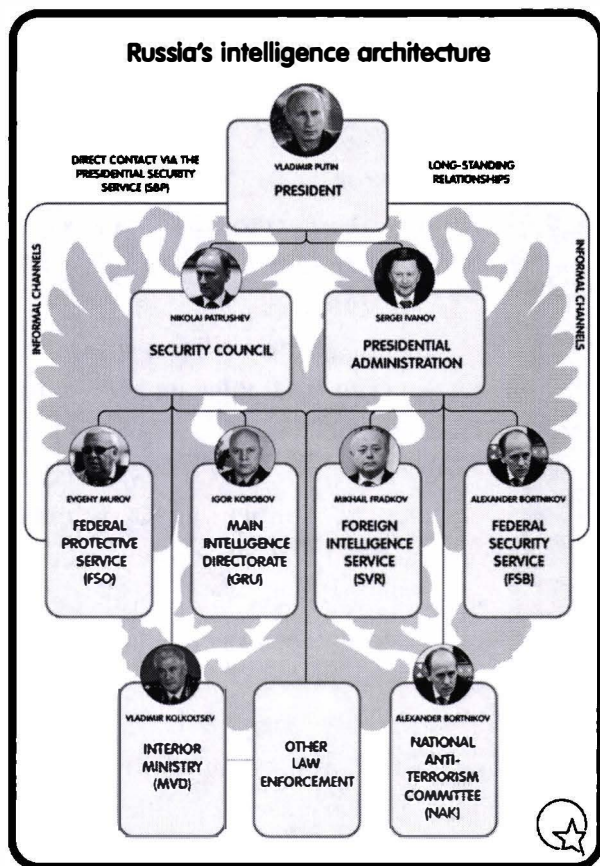 Russia's intelligence architecture
DIRECT CONTACT VIA THE
PRESIDENTIAL SECURITY
SERVICE (SBP)
VLADIMIR PUTIN
PRESIDENT
LONG-STANDING
RELATIONSHIPS
INFORMAL CHANNELS
INFORMAL CHANNELS
NIKOLAI PATRUSHEV
SECURITY COUNCIL
SERGEI IVANOV
PRESIDENTIAL
ADMINISTRATION
EVGENY MUROV
FEDERAL
PROTECTIVE
SERVICE
(FSO)
IGOR KOROBOV
MAIN
INTELLIGENCE
DIRECTORATE
(GRU)
MIKHAIL FRADKOV
FOREIGN
INTELLIGENCE
SERVICE
(SVR)
ALEXANDER BORTNIKOV
FEDERAL
SECURITY
SERVICE
(FSB)
VLADIMIR KOLKOLTSEV
INTERIOR
MINISTRY
(MVD)
OTHER
LAW
ENFORCEMENT
ALEXANDER BORTNIKOV
NATIONAL
ANTI-
TERRORISM
COMMITTEE
(NAK)